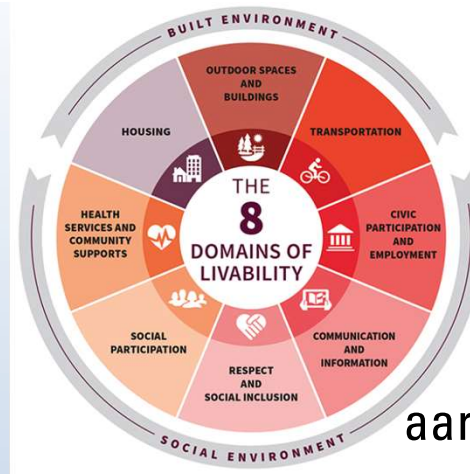 BUILT ENVIRONMENT
OUTDOOR SPACES
AND
BUILDINGS
HOUSING
TRANSPORTATION
THE
8
DOMAINS OF
LIVABILITY
HEALTH
SERVICES AND
COMMUNITY
SUPPORTS
CIVIC
PARTICIPATION
AND
EMPLOYMENT
SOCIAL
PARTICIPATION
COMMUNICATION
AND
INFORMATION
RESPECT
AND
SOCIAL INCLUSION
SOCIAL ENVIRONMENT
aar